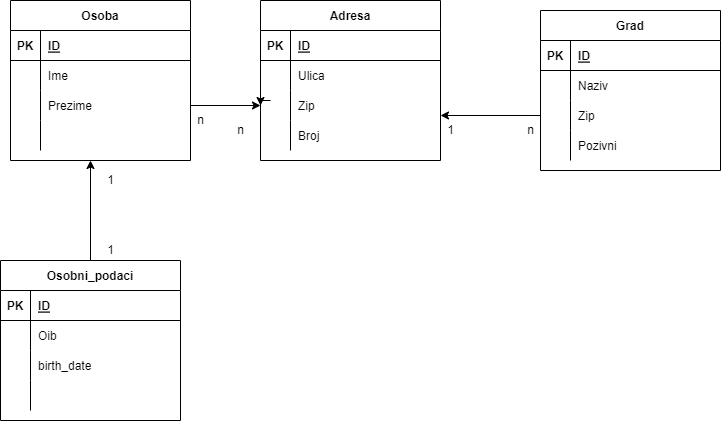 Osoba
PK ID
Ime
Prezime
Adresa
PK ID
Ulica
Zip
Broj
Grad
PK ID
Naziv
Zip
Pozivni
n
n
1
n
1
1
Osobni_podaci
PK ID
Oib
birth_date